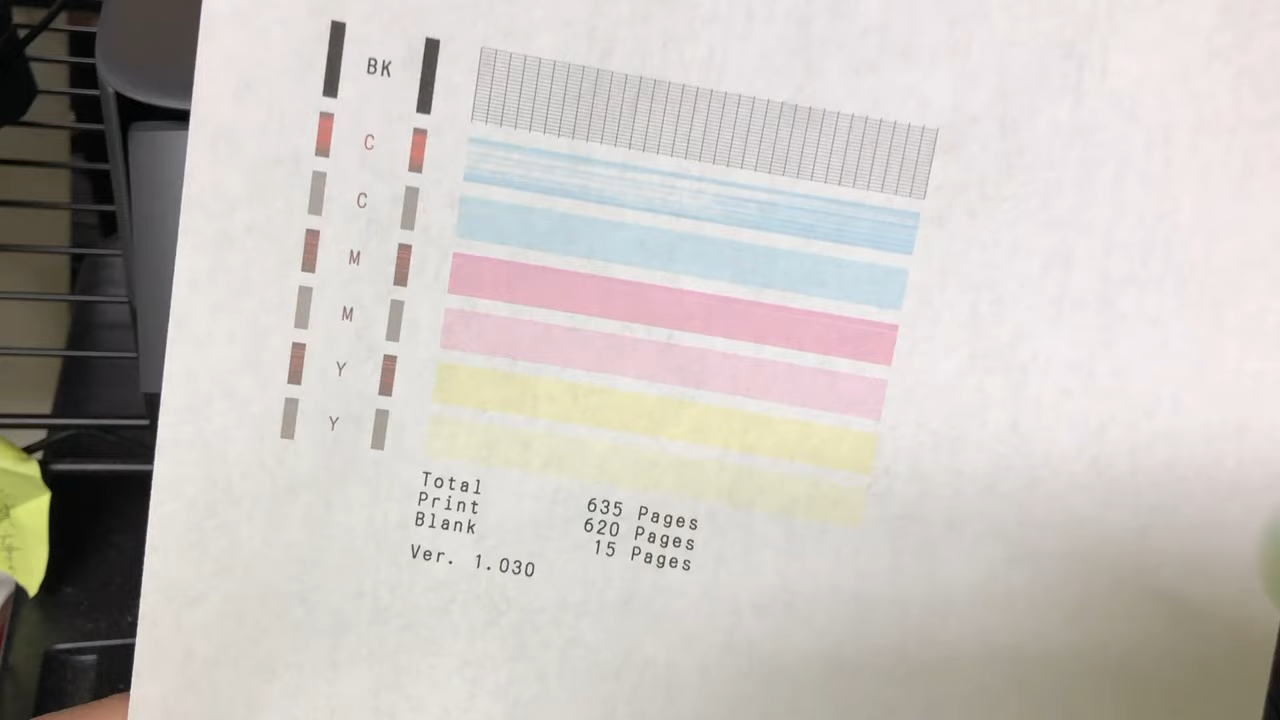 BK
C
C
M
M
Y
Y
Total 635 Pages
Print 620 Pages
Blank 15 Pages
Ver. 1.030